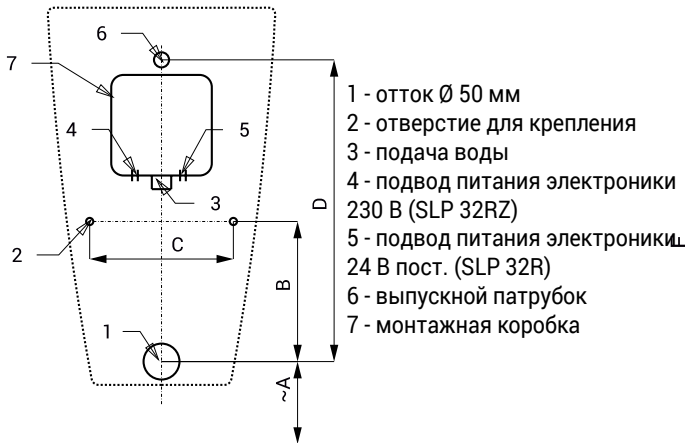 6
7
4
5
3
2
C
1
B
D
~A
1 - отток Ø 50 мм
2 - отверстие для крепления
3 - подача воды
4 - подвод питания электроники
230 В (SLP 32RZ)
5 - подвод питания электроники
24 В пост. (SLP 32R)
6 - выпускной патрубок
7 - монтажная коробка